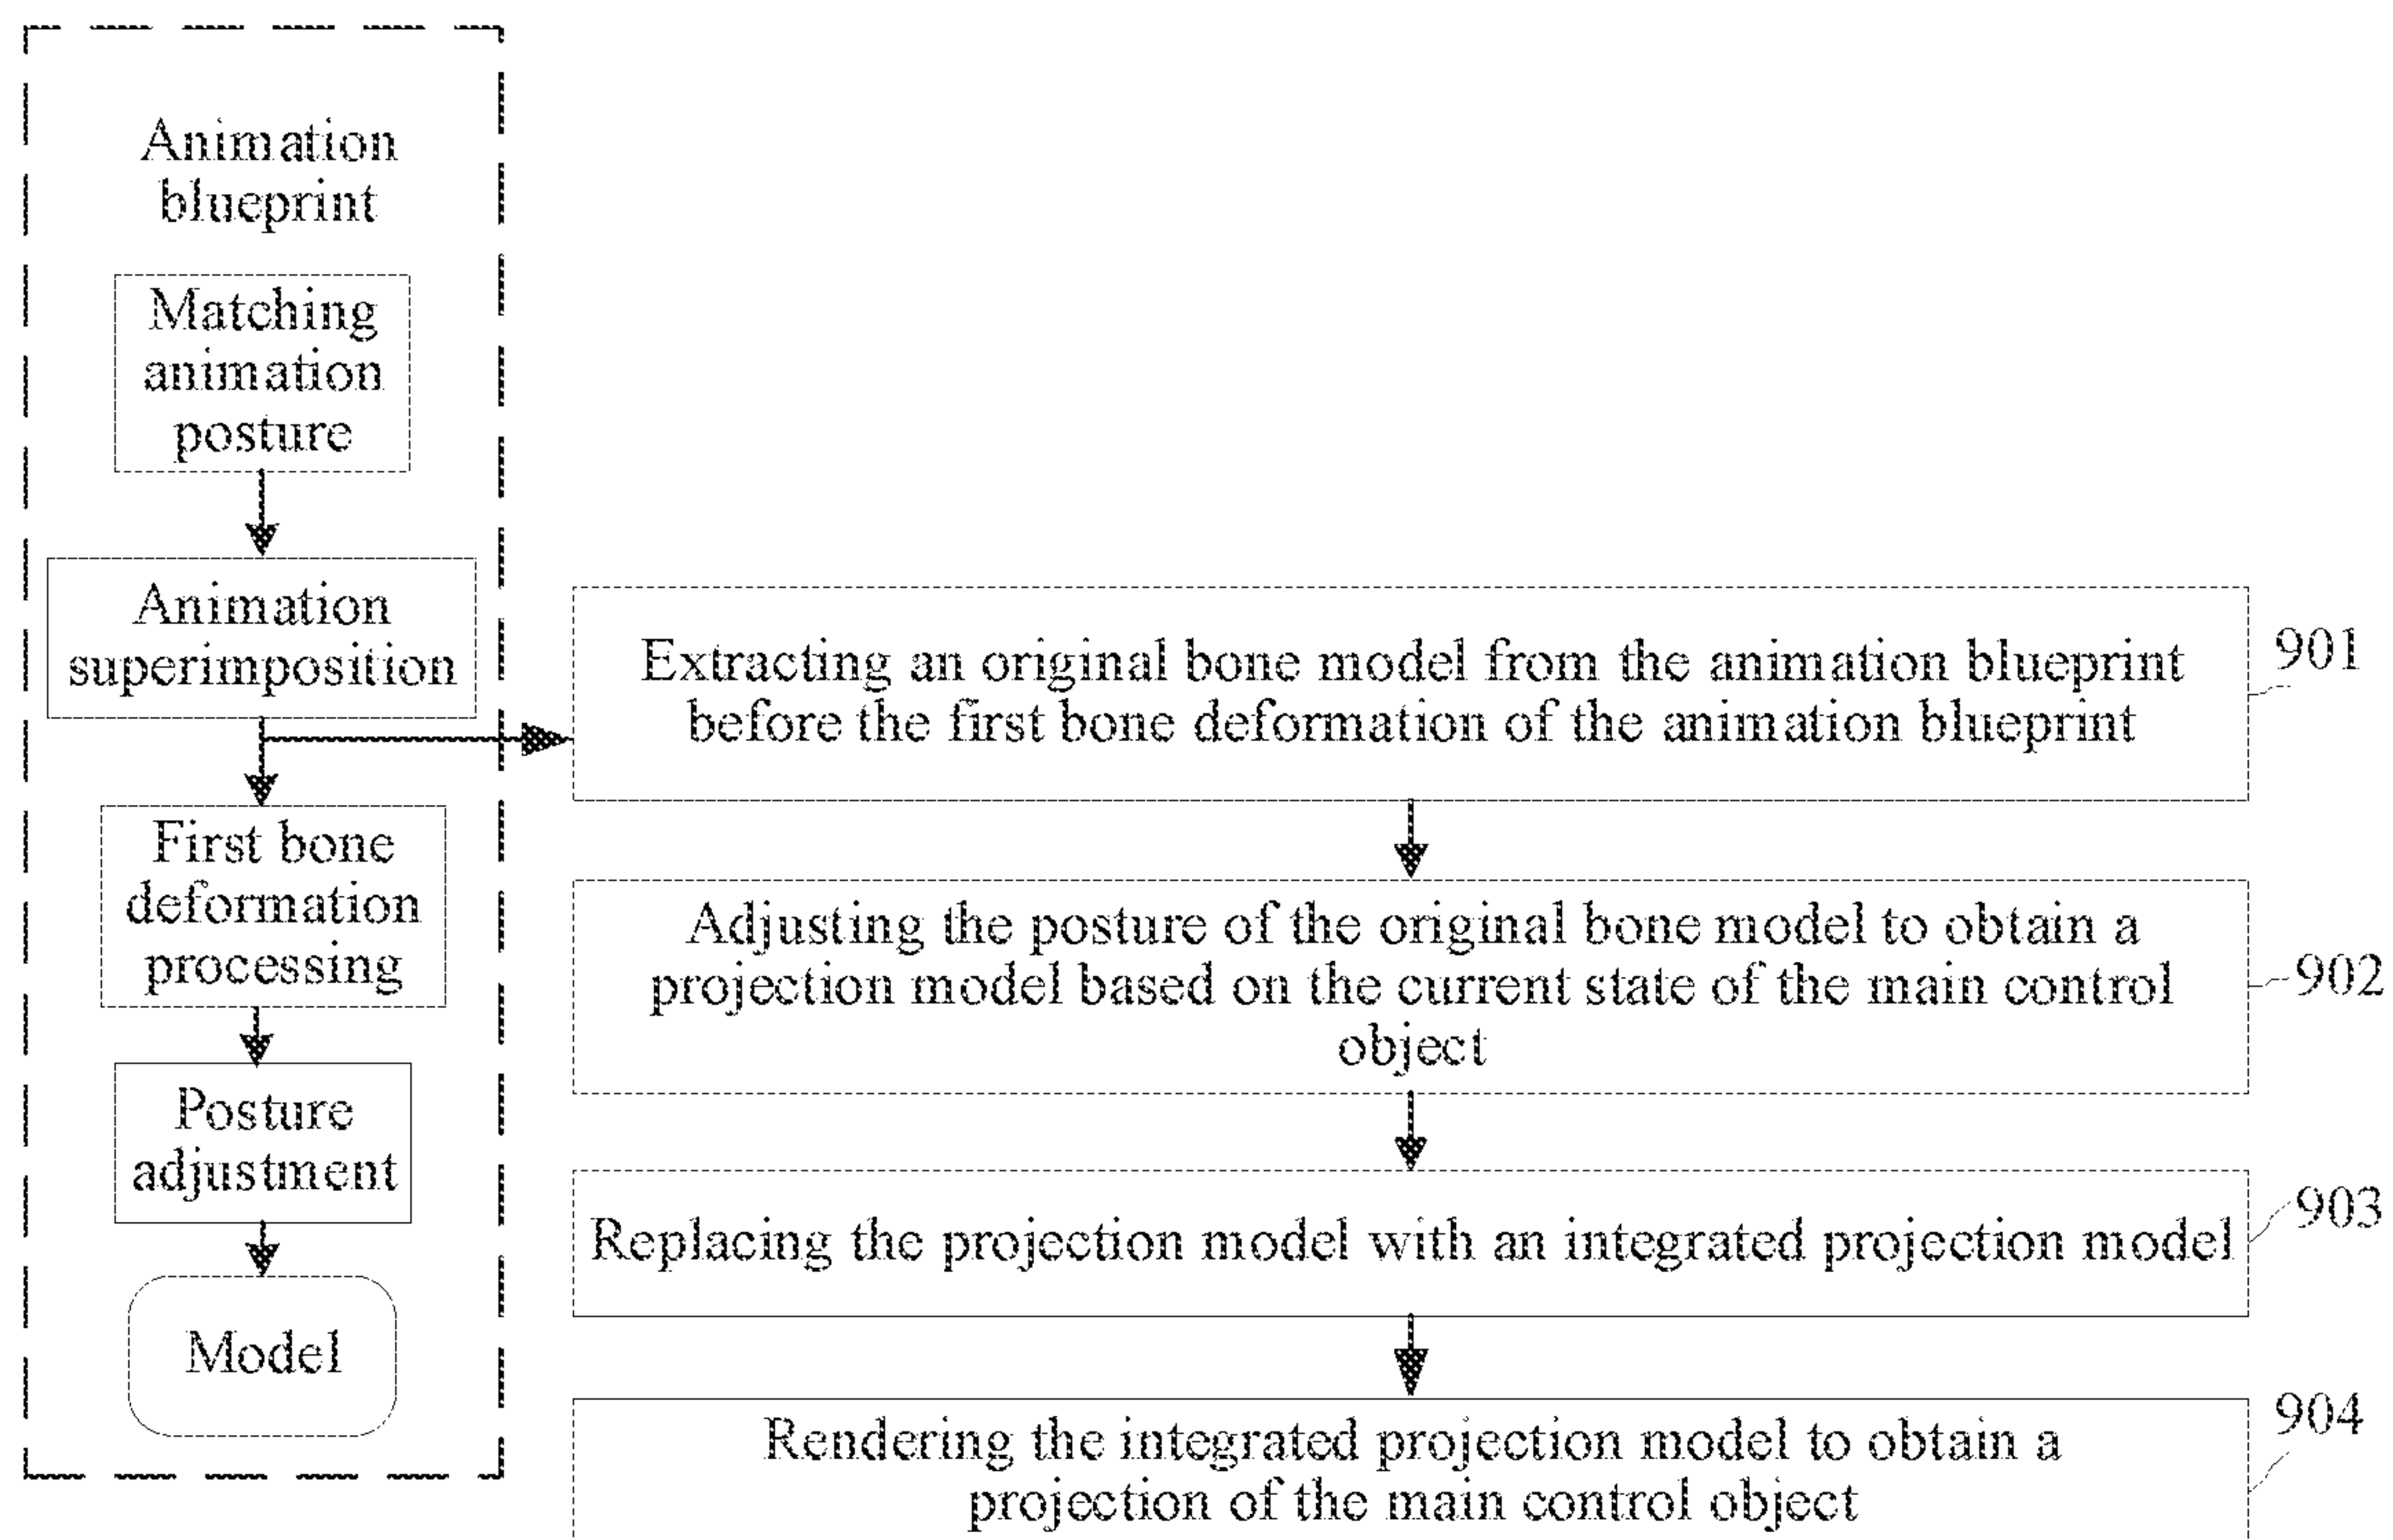 Animation
blueprint
Matching
animation
posture
Animation
superimposition
First bone
deformation
processing
Posture
adjustment
Model
Extracting an original bone model from the animation blueprint
before the first bone deformation of the animation blueprint
901
Adjusting the posture of the original bone model to obtain a
projection model based on the current state of the main control
object
902
Replacing the projection model with an integrated projection model
903
Rendering the integrated projection model to obtain a
projection of the main control object
904